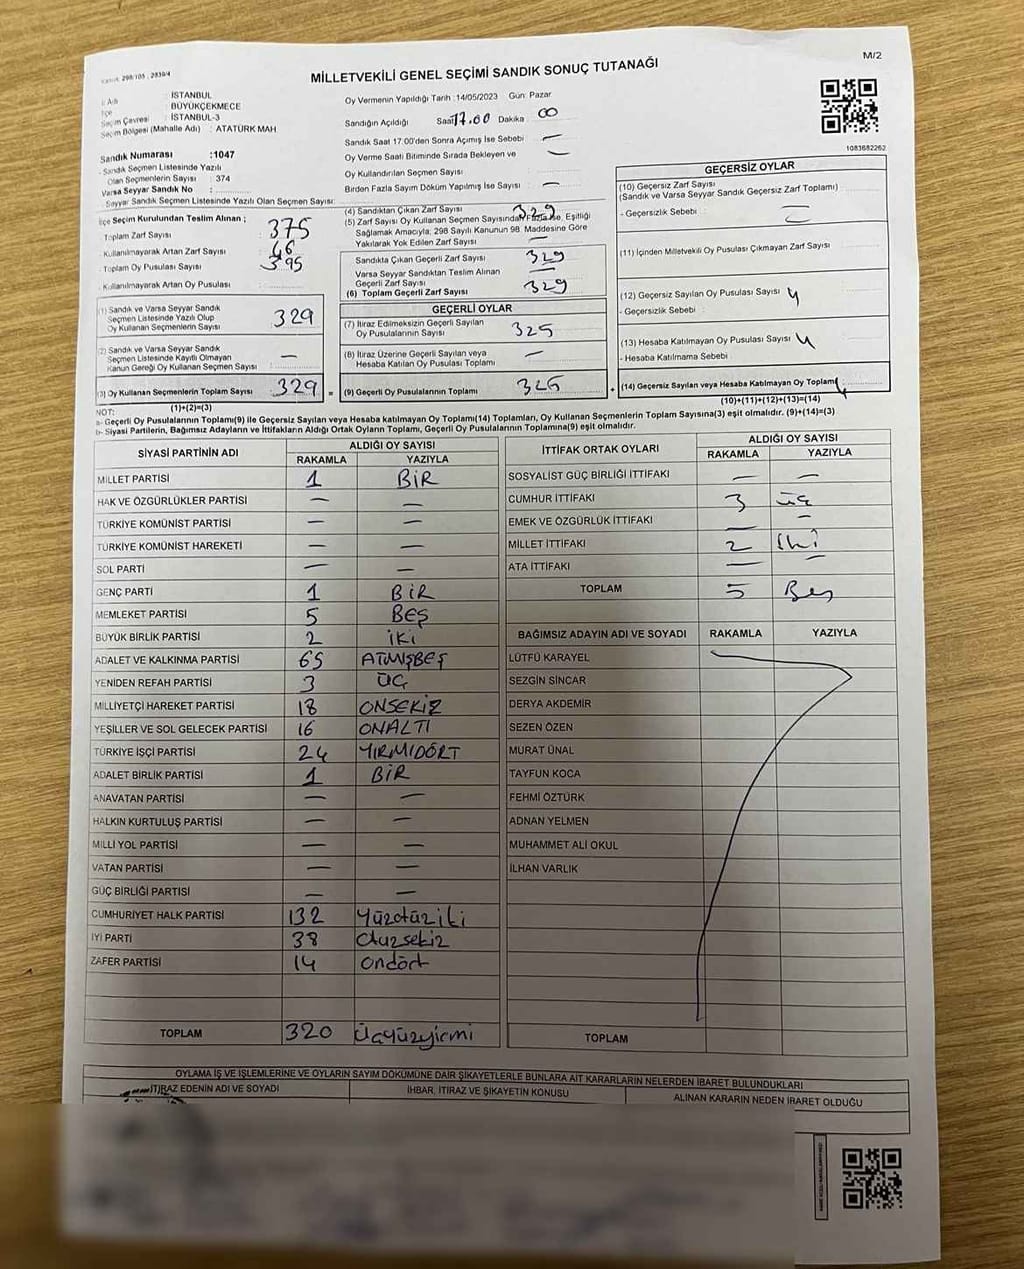 Kanun: 298/105 , 2839/4
M/2
MİLLETVEKİLİ GENEL SEÇİMİ SANDIK SONUÇ TUTANAĞI
İl Adı : İSTANBUL
İlçe : BÜYÜKÇEKMECE
Seçim Çevresi : İSTANBUL-3
Seçim Bölgesi (Mahalle Adı) : ATATÜRK MAH
Sandık Numarası :1047
- Sandık Seçmen Listesinde Yazılı
Olan Seçmenlerin Sayısı : 374
Varsa Seyyar Sandık No :
- Seyyar Sandık Seçmen Listesinde Yazılı Olan Seçmen Sayısı:
Oy Vermenin Yapıldığı Tarih :14/05/2023 Gün: Pazar
Sandığın Açıldığı Saat 17.00 Dakika 00
Sandık Saat 17:00'den Sonra Açımış İse Sebebi —
Oy Verme Saati Bitiminde Sırada Bekleyen ve —
Oy Kullandırılan Seçmen Sayısı
Birden Fazla Sayım Döküm Yapılmış İse Sayısı —
1083682262
İlçe Seçim Kurulundan Teslim Alınan ;
- Toplam Zarf Sayısı : 375
- Kullanılmayarak Artan Zarf Sayısı : 46
- Toplam Oy Pusulası Sayısı : 395
- Kullanılmayarak Artan Oy Pusulası :
(4) Sandıktan Çıkan Zarf Sayısı 329
(5) Zarf Sayısı Oy Kullanan Seçmen Sayısından Fazla İse, Eşitliği
Sağlamak Amacıyla; 298 Sayılı Kanunun 98. Maddesine Göre
Yakılarak Yok Edilen Zarf Sayısı —
Sandıkta Çıkan Geçerli Zarf Sayısı 329
Varsa Seyyar Sandıktan Teslim Alınan
Geçerli Zarf Sayısı —
(6) Toplam Geçerli Zarf Sayısı 329
GEÇERSİZ OYLAR
(10) Geçersiz Zarf Sayısı
(Sandık ve Varsa Seyyar Sandık Geçersiz Zarf Toplamı)
- Geçersizlik Sebebi :
(11) İçinden Milletvekili Oy Pusulası Çıkmayan Zarf Sayısı
(12) Geçersiz Sayılan Oy Pusulası Sayısı 4
- Geçersizlik Sebebi :
(13) Hesaba Katılmayan Oy Pusulası Sayısı 4
- Hesaba Katılmama Sebebi
(14) Geçersiz Sayılan veya Hesaba Katılmayan Oy Toplamı 4
(10)+(11)+(12)+(13)=(14)
(1) Sandık ve Varsa Seyyar Sandık
Seçmen Listesinde Yazılı Olup
Oy Kullanan Seçmenlerin Sayısı 329
(2) Sandık ve Varsa Seyyar Sandık
Seçmen Listesinde Kayıtlı Olmayan
Kanun Gereği Oy Kullanan Seçmen Sayısı —
(3) Oy Kullanan Seçmenlerin Toplam Sayısı 329 =
(1)+(2)=(3)
GEÇERLİ OYLAR
(7) İtiraz Edilmeksizin Geçerli Sayılan
Oy Pusulalarının Sayısı 325
(8) İtiraz Üzerine Geçerli Sayılan veya
Hesaba Katılan Oy Pusulası Toplamı —
(9) Geçerli Oy Pusulalarının Toplamı 325 +
NOT:
a- Geçerli Oy Pusulalarının Toplamı(9) ile Geçersiz Sayılan veya Hesaba katılmayan Oy Toplamı(14) Toplamları, Oy Kullanan Seçmenlerin Toplam Sayısına(3) eşit olmalıdır. (9)+(14)=(3)
b- Siyasi Partilerin, Bağımsız Adayların ve İttifakların Aldığı Ortak Oyların Toplamı, Geçerli Oy Pusulalarının Toplamına(9) eşit olmalıdır.
SİYASİ PARTİNİN ADI ALDIĞI OY SAYISI
RAKAMLA YAZIYLA
MİLLET PARTİSİ 1 BİR
HAK VE ÖZGÜRLÜKLER PARTİSİ — —
TÜRKİYE KOMÜNİST PARTİSİ — —
TÜRKİYE KOMÜNİST HAREKETİ — —
SOL PARTİ — —
GENÇ PARTİ 1 BİR
MEMLEKET PARTİSİ 5 BEŞ
BÜYÜK BİRLİK PARTİSİ 2 İKİ
ADALET VE KALKINMA PARTİSİ 65 ATMIŞBEŞ
YENİDEN REFAH PARTİSİ 3 ÜÇ
MİLLİYETÇİ HAREKET PARTİSİ 18 ONSEKİZ
YEŞİLLER VE SOL GELECEK PARTİSİ 16 ONALTI
TÜRKİYE İŞÇİ PARTİSİ 24 YİRMİDÖRT
ADALET BİRLİK PARTİSİ 1 BİR
ANAVATAN PARTİSİ — —
HALKIN KURTULUŞ PARTİSİ — —
MİLLİ YOL PARTİSİ — —
VATAN PARTİSİ — —
GÜÇ BİRLİĞİ PARTİSİ — —
CUMHURİYET HALK PARTİSİ 132 Yüzotuziki
İYİ PARTİ 38 Otuzsekiz
ZAFER PARTİSİ 14 ondört
TOPLAM 320 Üçyüzyirmi
İTTİFAK ORTAK OYLARI ALDIĞI OY SAYISI
RAKAMLA YAZIYLA
SOSYALİST GÜÇ BİRLİĞİ İTTİFAKI — —
CUMHUR İTTİFAKI 3 üç
EMEK VE ÖZGÜRLÜK İTTİFAKI — —
MİLLET İTTİFAKI 2 İki
ATA İTTİFAKI — —
TOPLAM 5 Beş
BAĞIMSIZ ADAYIN ADI VE SOYADI RAKAMLA YAZIYLA
LÜTFÜ KARAYEL
SEZGİN SİNCAR
DERYA AKDEMİR
SEZEN ÖZEN
MURAT ÜNAL
TAYFUN KOCA
FEHMİ ÖZTÜRK
ADNAN YELMEN
MUHAMMET ALİ OKUL
İLHAN VARLIK
TOPLAM
OYLAMA İŞ VE İŞLEMLERİNE VE OYLARIN SAYIM DÖKÜMÜNE DAİR ŞİKAYETLERLE BUNLARA AİT KARARLARIN NELERDEN İBARET BULUNDUKLARI
İTİRAZ EDENİN ADI VE SOYADI İHBAR, İTİRAZ VE ŞİKAYETİN KONUSU ALINAN KARARIN NEDEN İBARET OLDUĞU